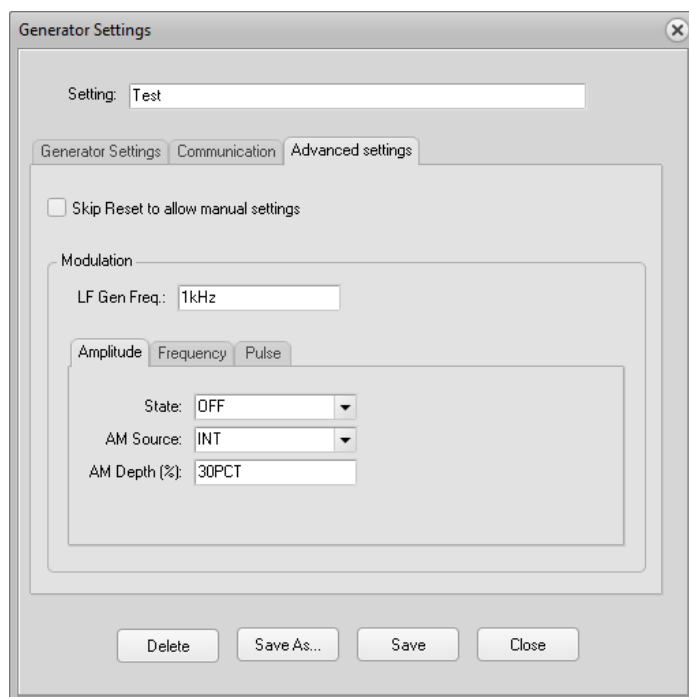 Generator Settings
Setting: Test
Generator Settings Communication Advanced settings
Skip Reset to allow manual settings
Modulation
LF Gen Freq.: 1kHz
Amplitude Frequency Pulse
State: OFF
AM Source: INT
AM Depth (%): 30PCT
Delete Save As... Save Close